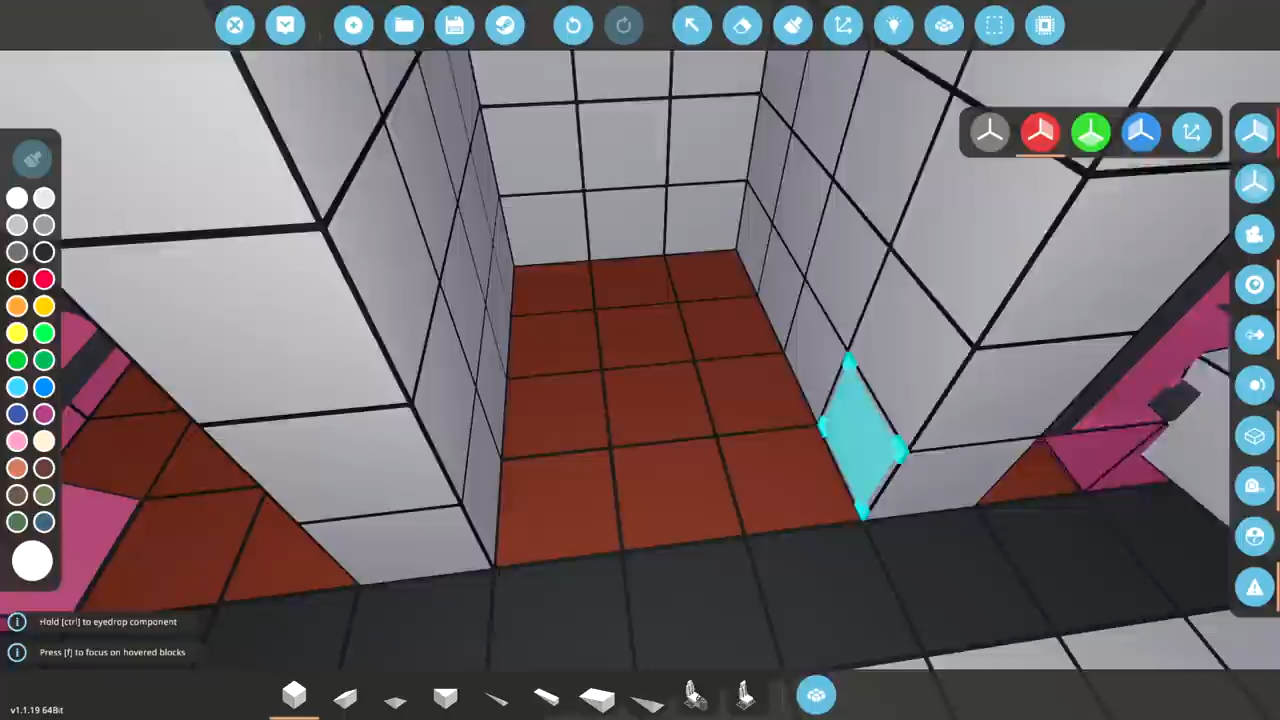 Hold [ctrl] to eyedrop component
Press [f] to focus on hovered blocks
v1.1.19 64Bit